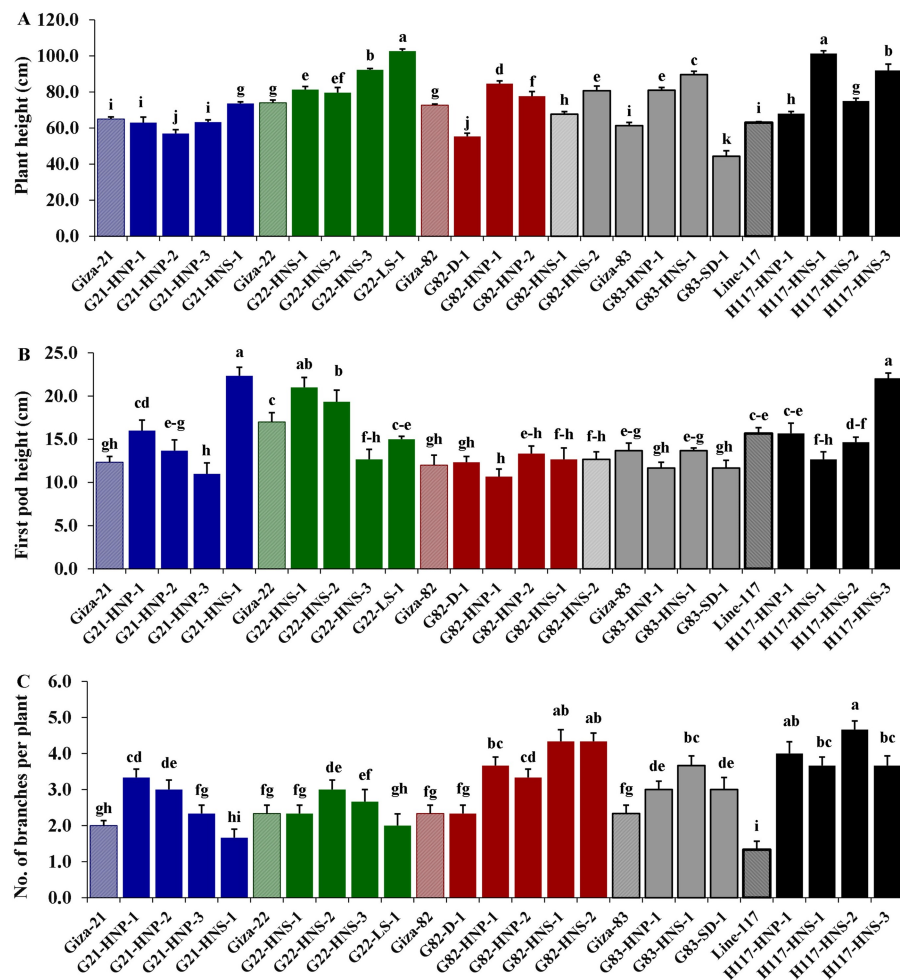 A
Plant height (cm)
120.0
100.0
80.0
60.0
40.0
20.0
0.0
i i j i g g e ef b a g j d f h e i e c k i h a g b
Giza-21 G21-HNP-1 G21-HNP-2 G21-HNP-3 G21-HNS-1 Giza-22 G22-HNS-1 G22-HNS-2 G22-HNS-3 G22-LS-1 Giza-82 G82-D-1 G82-HNP-1 G82-HNP-2 G82-HNS-1 G82-HNS-2 Giza-83 G83-HNP-1 G83-HNS-1 G83-SD-1 Line-117 H117-HNP-1 H117-HNS-1 H117-HNS-2 H117-HNS-3
B
First pod height (cm)
25.0
20.0
15.0
10.0
5.0
0.0
gh cd e-g h a c ab b f-h c-e gh gh h e-h f-h f-h e-g gh e-g gh c-e c-e f-h d-f a
Giza-21 G21-HNP-1 G21-HNP-2 G21-HNP-3 G21-HNS-1 Giza-22 G22-HNS-1 G22-HNS-2 G22-HNS-3 G22-LS-1 Giza-82 G82-D-1 G82-HNP-1 G82-HNP-2 G82-HNS-1 G82-HNS-2 Giza-83 G83-HNP-1 G83-HNS-1 G83-SD-1 Line-117 H117-HNP-1 H117-HNS-1 H117-HNS-2 H117-HNS-3
C
No. of branches per plant
6.0
5.0
4.0
3.0
2.0
1.0
0.0
gh cd de fg hi fg fg de ef gh fg fg bc cd ab ab fg de bc de i ab bc a bc
Giza-21 G21-HNP-1 G21-HNP-2 G21-HNP-3 G21-HNS-1 Giza-22 G22-HNS-1 G22-HNS-2 G22-HNS-3 G22-LS-1 Giza-82 G82-D-1 G82-HNP-1 G82-HNP-2 G82-HNS-1 G82-HNS-2 Giza-83 G83-HNP-1 G83-HNS-1 G83-SD-1 Line-117 H117-HNP-1 H117-HNS-1 H117-HNS-2 H117-HNS-3